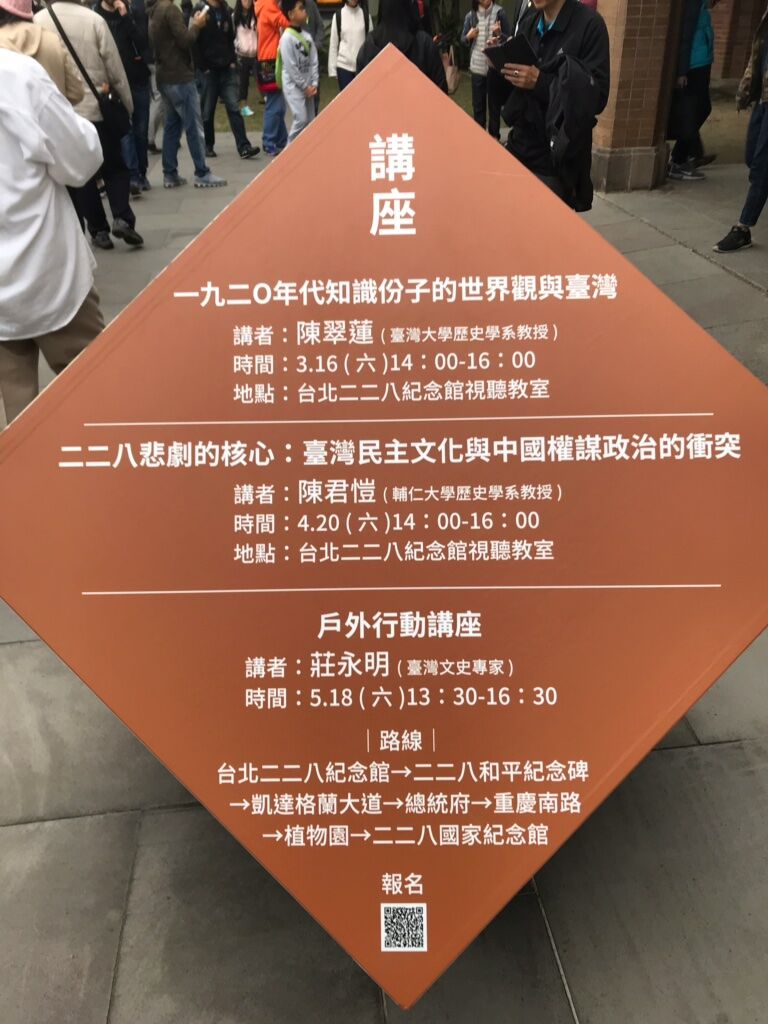 講
座
一九二O年代知識份子的世界觀與臺灣
講者：陳翠蓮（臺灣大學歷史學系教授）
時間：3.16(六)14：00-16：00
地點：台北二二八紀念館視聽教室
二二八悲劇的核心：臺灣民主文化與中國權謀政治的衝突
講者：陳君愷（輔仁大學歷史學系教授）
時間：4.20(六)14：00-16：00
地點：台北二二八紀念館視聽教室
戶外行動講座
講者：莊永明（臺灣文史專家）
時間：5.18(六)13：30-16：30
｜路線｜
台北二二八紀念館→二二八和平紀念碑
→凱達格蘭大道→總統府→重慶南路
→植物園→二二八國家紀念館
報名